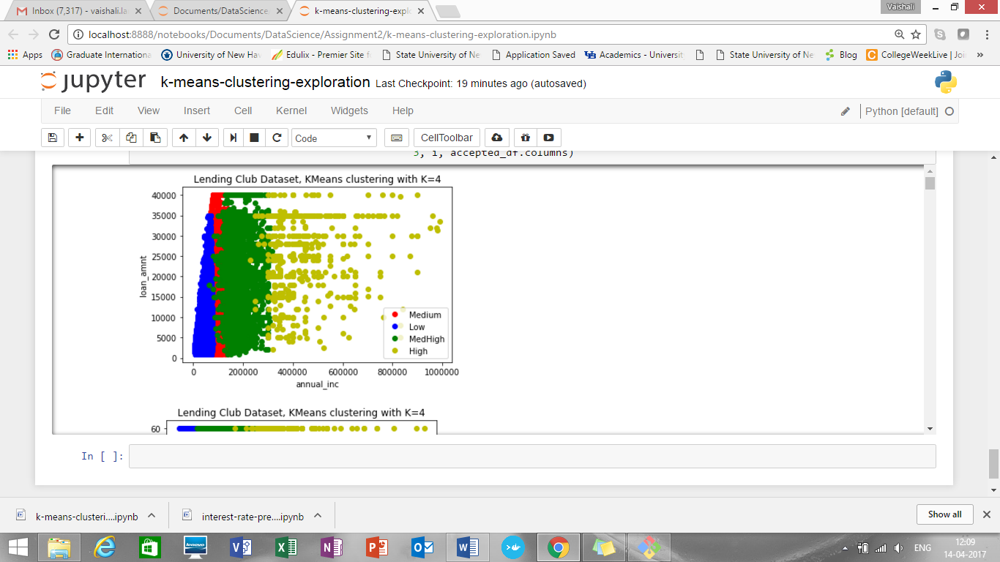 Inbox (7,317) - vaishali.la
Documents/DataScience/
k-means-clustering-explo
Vaishali
localhost:8888/notebooks/Documents/DataScience/Assignment2/k-means-clustering-exploration.ipynb
Apps
Graduate Internationa
University of New Hav
Edulix - Premier Site f
State University of Ne
Application Saved
Academics - Universit
State University of Ne
Blog
CollegeWeekLive | Joi
»
jupyter k-means-clustering-exploration Last Checkpoint: 19 minutes ago (autosaved)
File Edit View Insert Cell Kernel Widgets Help
Python [default]
Code
CellToolbar
3, i, accepted_df.columns)
Lending Club Dataset, KMeans clustering with K=4
40000
35000
30000
25000
20000
15000
10000
5000
0
loan_amnt
Medium
Low
MedHigh
High
0 200000 400000 600000 800000 1000000
annual_inc
Lending Club Dataset, KMeans clustering with K=4
60
In [ ]:
k-means-clusteri....ipynb
interest-rate-pre....ipynb
Show all
lenovo
ENG
12:09
14-04-2017